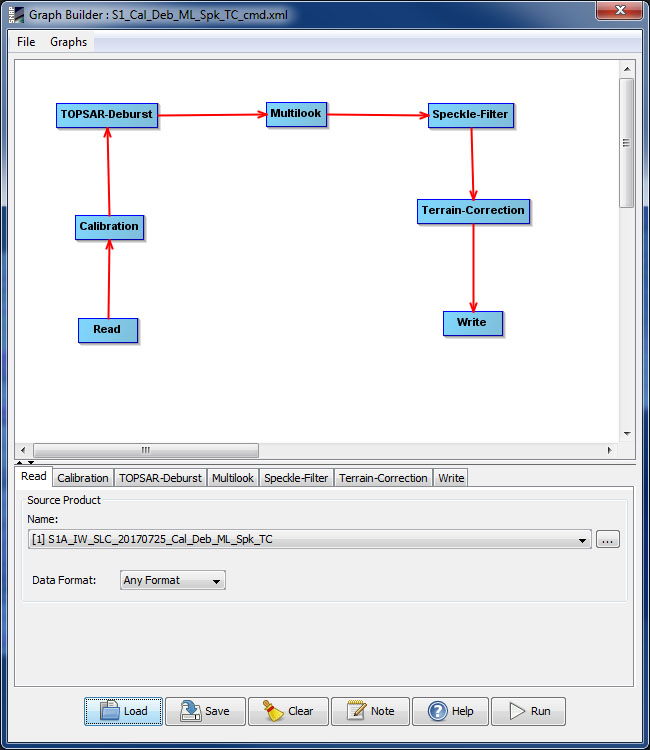 SNAP
Graph Builder : S1_Cal_Deb_ML_Spk_TC_cmd.xml
File Graphs
TOPSAR-Deburst Multilook Speckle-Filter
Calibration Terrain-Correction
Read Write
Read Calibration TOPSAR-Deburst Multilook Speckle-Filter Terrain-Correction Write
Source Product
Name:
[1] S1A_IW_SLC_20170725_Cal_Deb_ML_Spk_TC ...
Data Format: Any Format
Load Save Clear Note Help Run